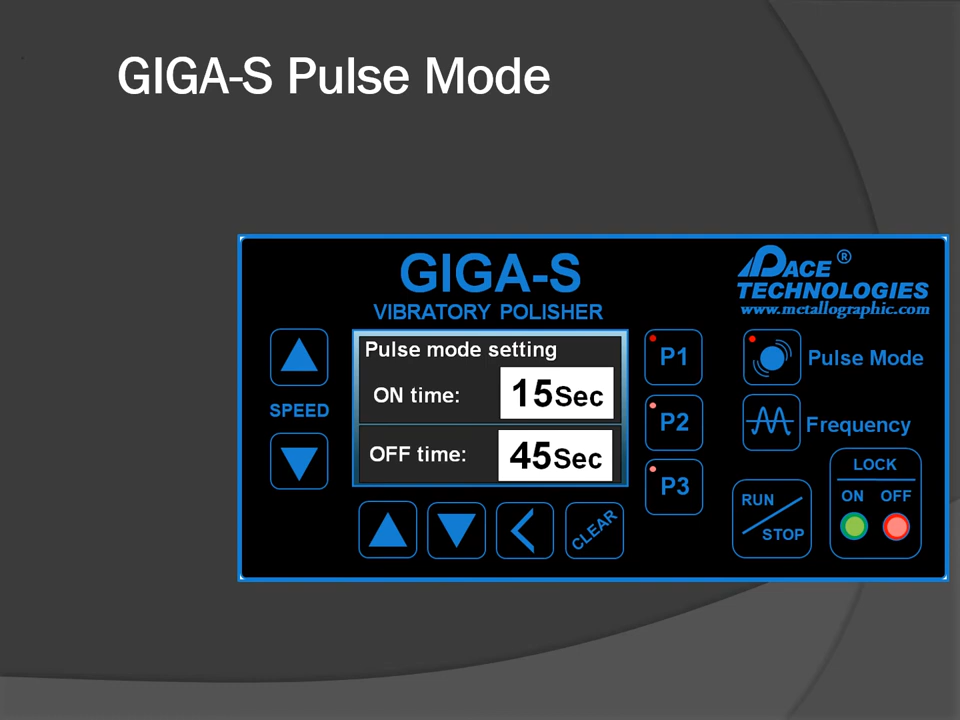 GIGA-S Pulse Mode
GIGA-S
VIBRATORY POLISHER
PACE ®
TECHNOLOGIES
www.metallographic.com
SPEED
Pulse mode setting
ON time: 15Sec
OFF time: 45Sec
P1
P2
P3
Pulse Mode
Frequency
CLEAR
RUN
STOP
LOCK
ON OFF